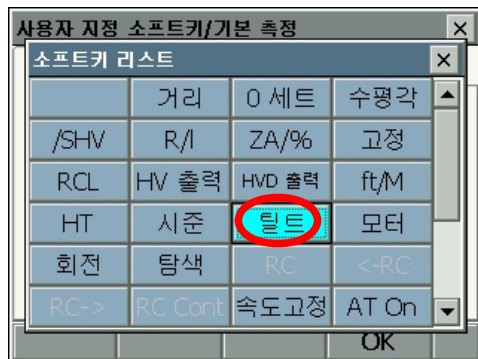 사용자 지정 소프트키/기본 측정
소프트키 리스트
거리 0 세트 수평각
/SHV R/l ZA/% 고정
RCL HV 출력 HVD 출력 ft/M
HT 시준 틸트 모터
회전 탐색 RC <-RC
RC-> RC Cont 속도고정 AT On
OK